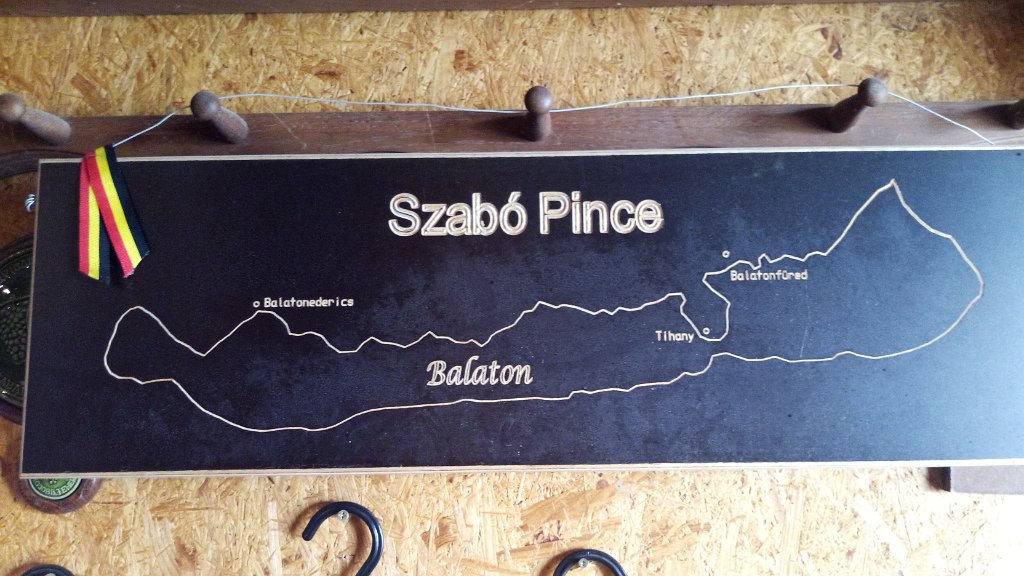 Szabó Pince
Balatonfüred
Balatonederics
Tihany
Balaton